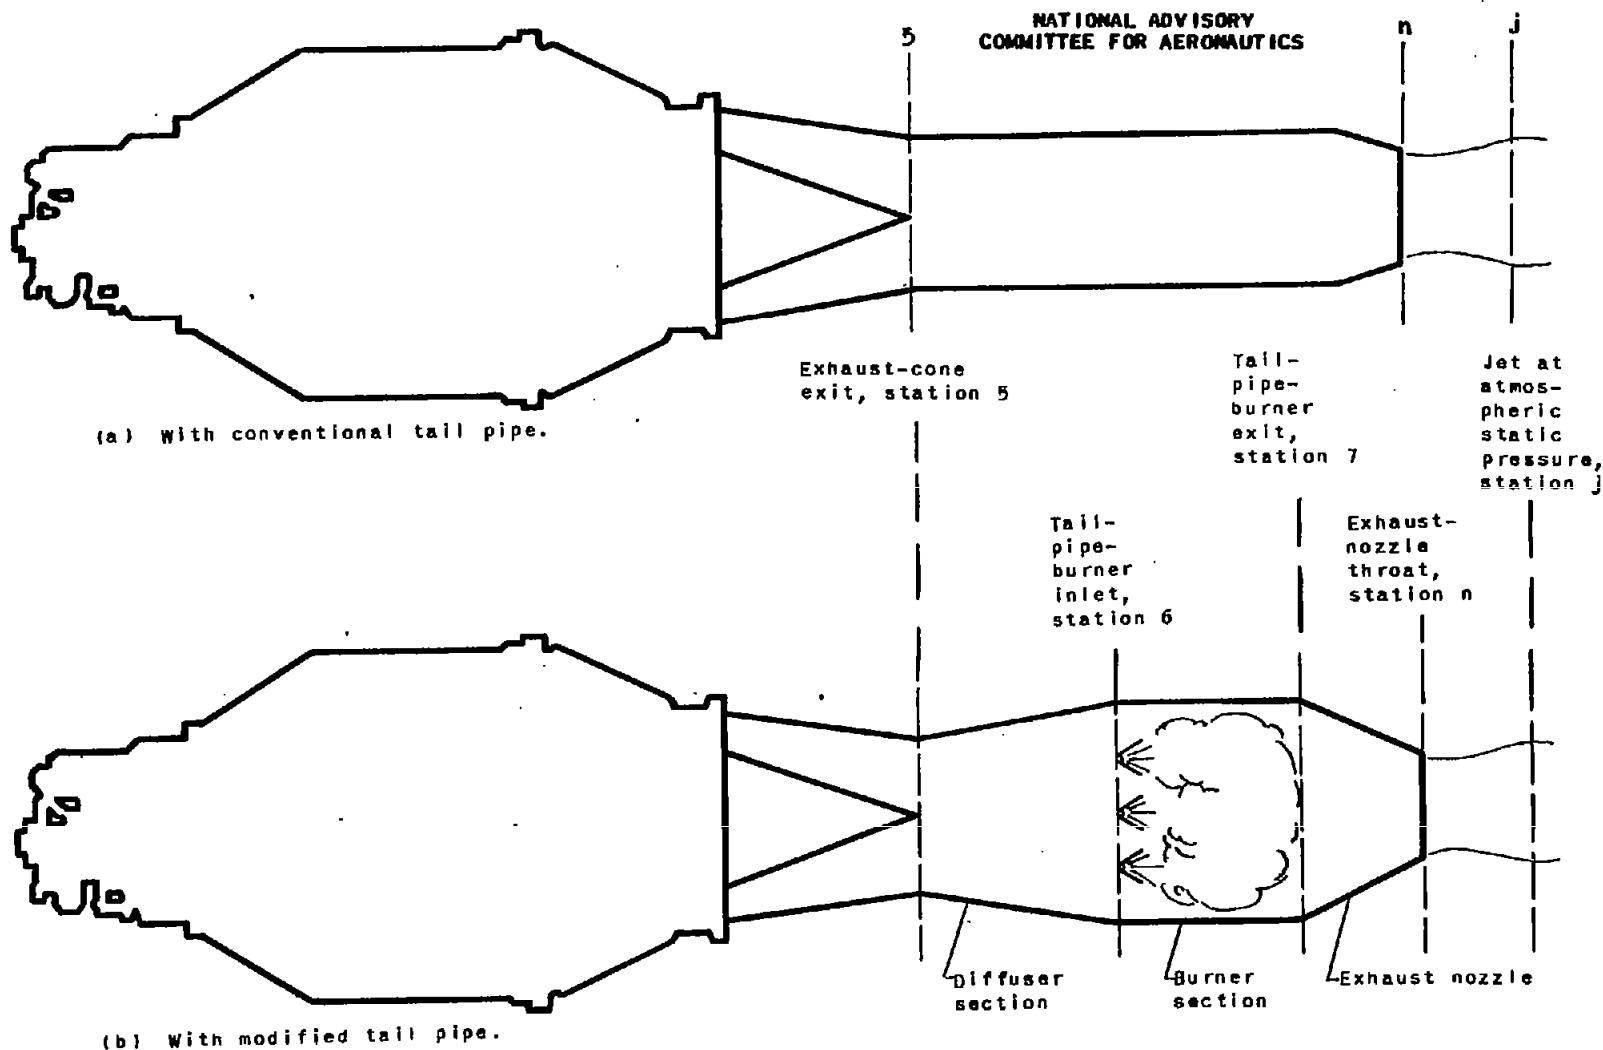 NATIONAL ADVISORY
COMMITTEE FOR AERONAUTICS
5
n
j
Exhaust-cone
exit, station 5
Tail-
pipe-
burner
exit,
station 7
Jet at
atmos-
pheric
static
pressure,
station j
(a) With conventional tail pipe.
Tail-
pipe-
burner
inlet,
station 6
Exhaust-
nozzle
throat,
station n
Diffuser
section
Burner
section
Exhaust nozzle
(b) With modified tail pipe.